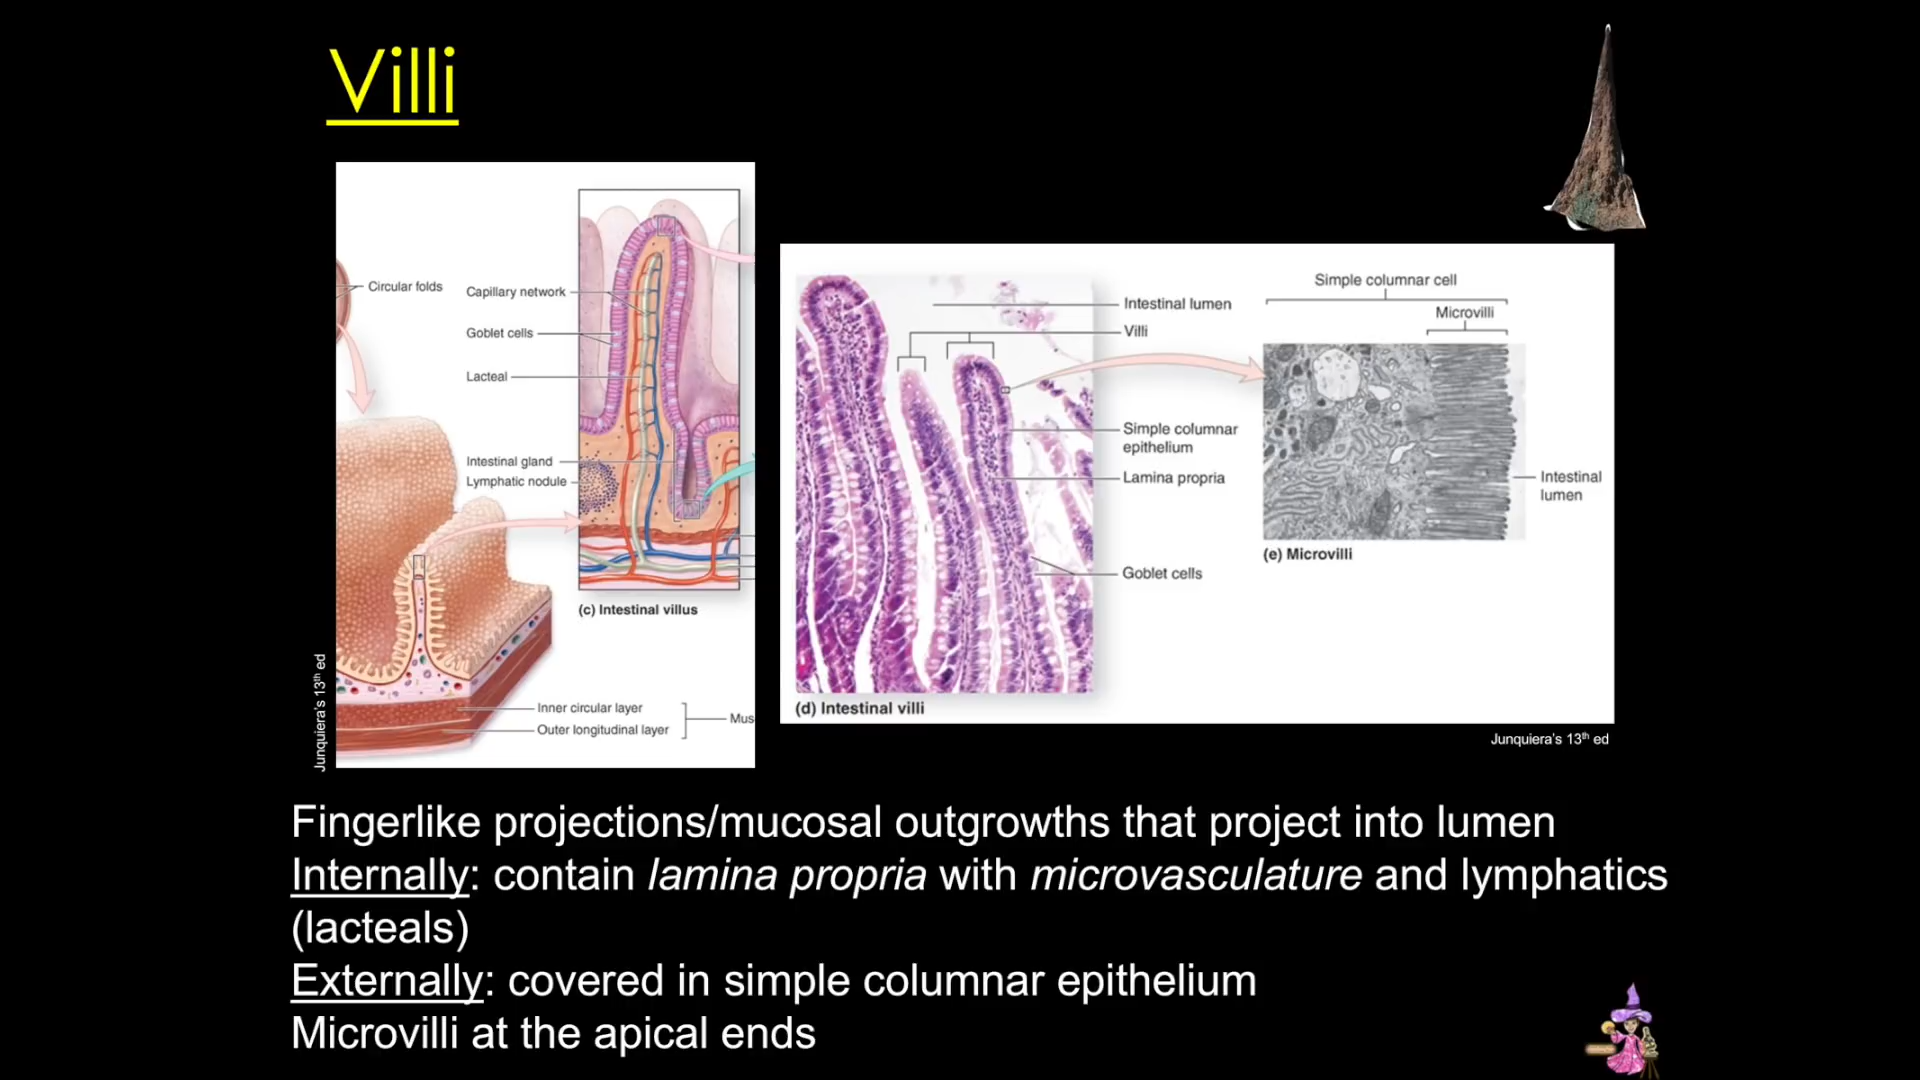 Villi
Circular folds
Capillary network
Goblet cells
Lacteal
Intestinal gland
Lymphatic nodule
(c) Intestinal villus
Inner circular layer
Outer longitudinal layer
Mus
Junquiera's 13th ed
Intestinal lumen
Villi
Simple columnar
epithelium
Lamina propria
Goblet cells
(d) Intestinal villi
Simple columnar cell
Microvilli
Intestinal
lumen
(e) Microvilli
Junquiera's 13th ed
Fingerlike projections/mucosal outgrowths that project into lumen
Internally: contain lamina propria with microvasculature and lymphatics
(lacteals)
Externally: covered in simple columnar epithelium
Microvilli at the apical ends